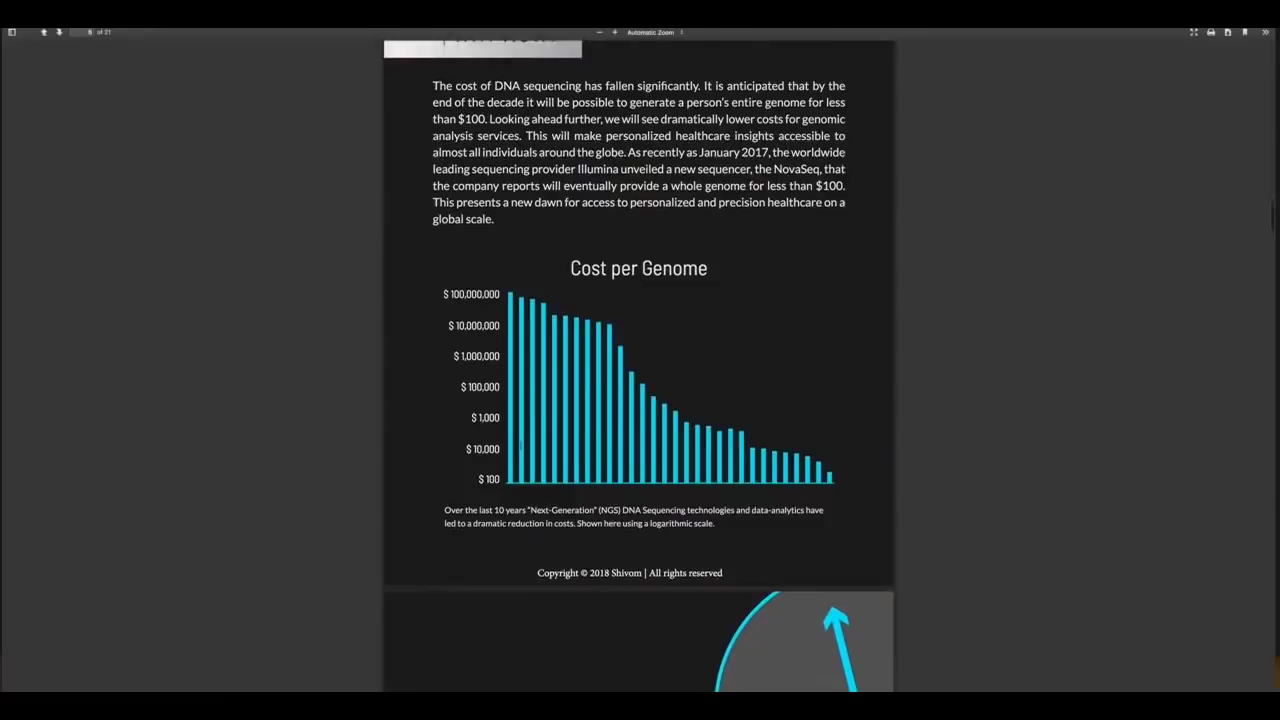 8 of 21
Automatic Zoom
The cost of DNA sequencing has fallen significantly. It is anticipated that by the
end of the decade it will be possible to generate a person's entire genome for less
than $100. Looking ahead further, we will see dramatically lower costs for genomic
analysis services. This will make personalized healthcare insights accessible to
almost all individuals around the globe. As recently as January 2017, the worldwide
leading sequencing provider Illumina unveiled a new sequencer, the NovaSeq, that
the company reports will eventually provide a whole genome for less than $100.
This presents a new dawn for access to personalized and precision healthcare on a
global scale.
Cost per Genome
$ 100,000,000
$ 10,000,000
$ 1,000,000
$ 100,000
$ 1,000
$ 10,000
$ 100
Over the last 10 years "Next-Generation" (NGS) DNA Sequencing technologies and data-analytics have
led to a dramatic reduction in costs. Shown here using a logarithmic scale.
Copyright © 2018 Shivom | All rights reserved